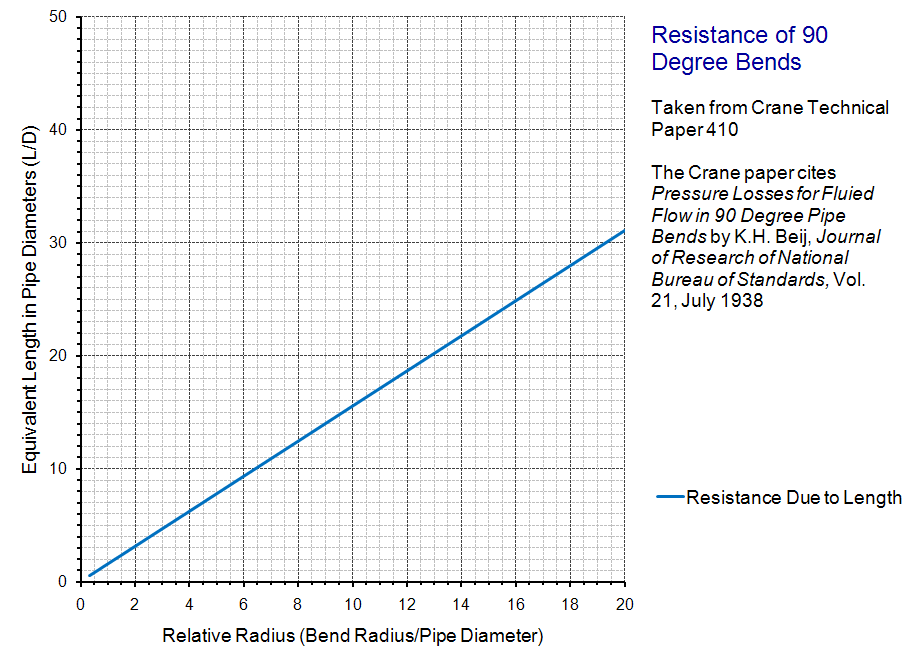 Resistance of 90
Degree Bends
Taken from Crane Technical
Paper 410
The Crane paper cites
Pressure Losses for Fluied
Flow in 90 Degree Pipe
Bends by K.H. Beij, Journal
of Research of National
Bureau of Standards, Vol.
21, July 1938
Equivalent Length in Pipe Diameters (L/D)
50
40
30
20
10
0
0 2 4 6 8 10 12 14 16 18 20
Relative Radius (Bend Radius/Pipe Diameter)
Resistance Due to Length